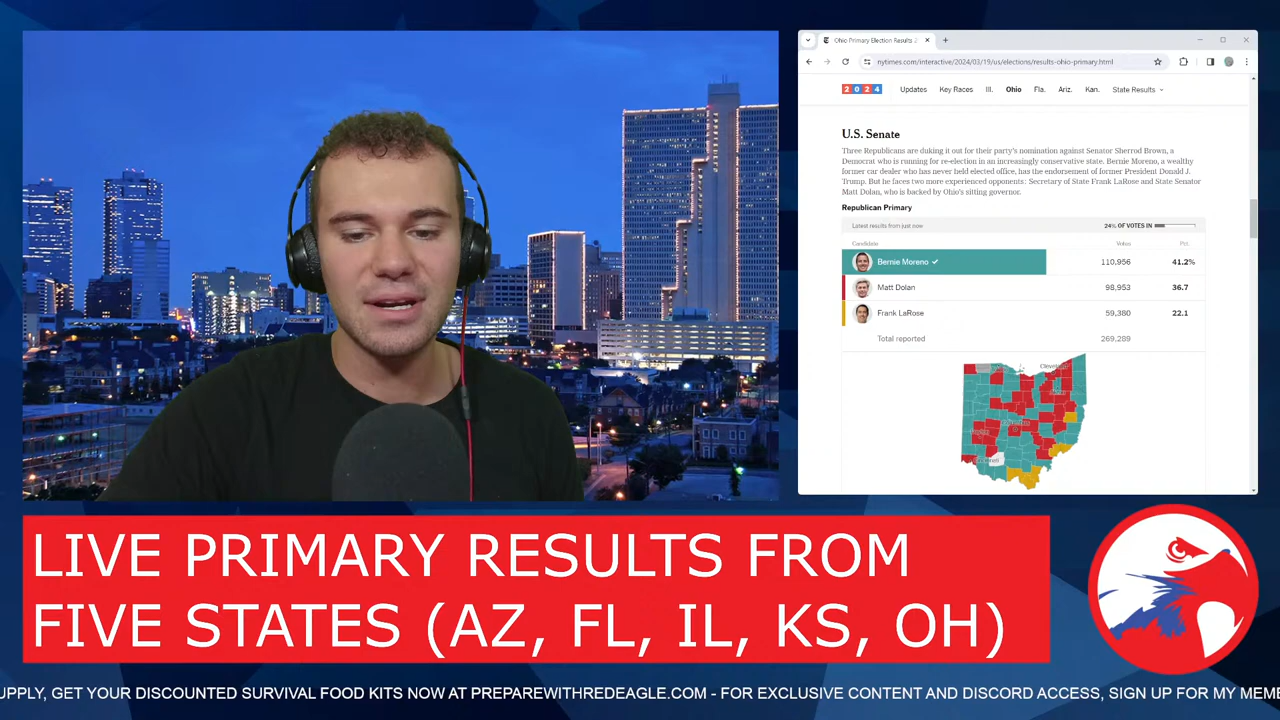 Ohio Primary Election Results
nytimes.com/interactive/2024/03/19/us/elections/results-ohio-primary.html
2024 Updates Key Races Ill. Ohio Fla. Ariz. Kan. State Results
U.S. Senate
Three Republicans are duking it out for their party's nomination against Senator Sherrod Brown, a
Democrat who is running for re-election in an increasingly conservative state. Bernie Moreno, a wealthy
former car dealer who has never held elected office, has the endorsement of former President Donald J.
Trump. But he faces two more experienced opponents: Secretary of State Frank LaRose and State Senator
Matt Dolan, who is backed by Ohio's sitting governor.
Republican Primary
Latest results from just now 24% OF VOTES IN
Candidate Votes Pct.
Bernie Moreno ✓ 110,956 41.2%
Matt Dolan 98,953 36.7
Frank LaRose 59,380 22.1
Total reported 269,289
LIVE PRIMARY RESULTS FROM
FIVE STATES (AZ, FL, IL, KS, OH)
UPPLY, GET YOUR DISCOUNTED SURVIVAL FOOD KITS NOW AT PREPAREWITHREDEAGLE.COM - FOR EXCLUSIVE CONTENT AND DISCORD ACCESS, SIGN UP FOR MY MEME